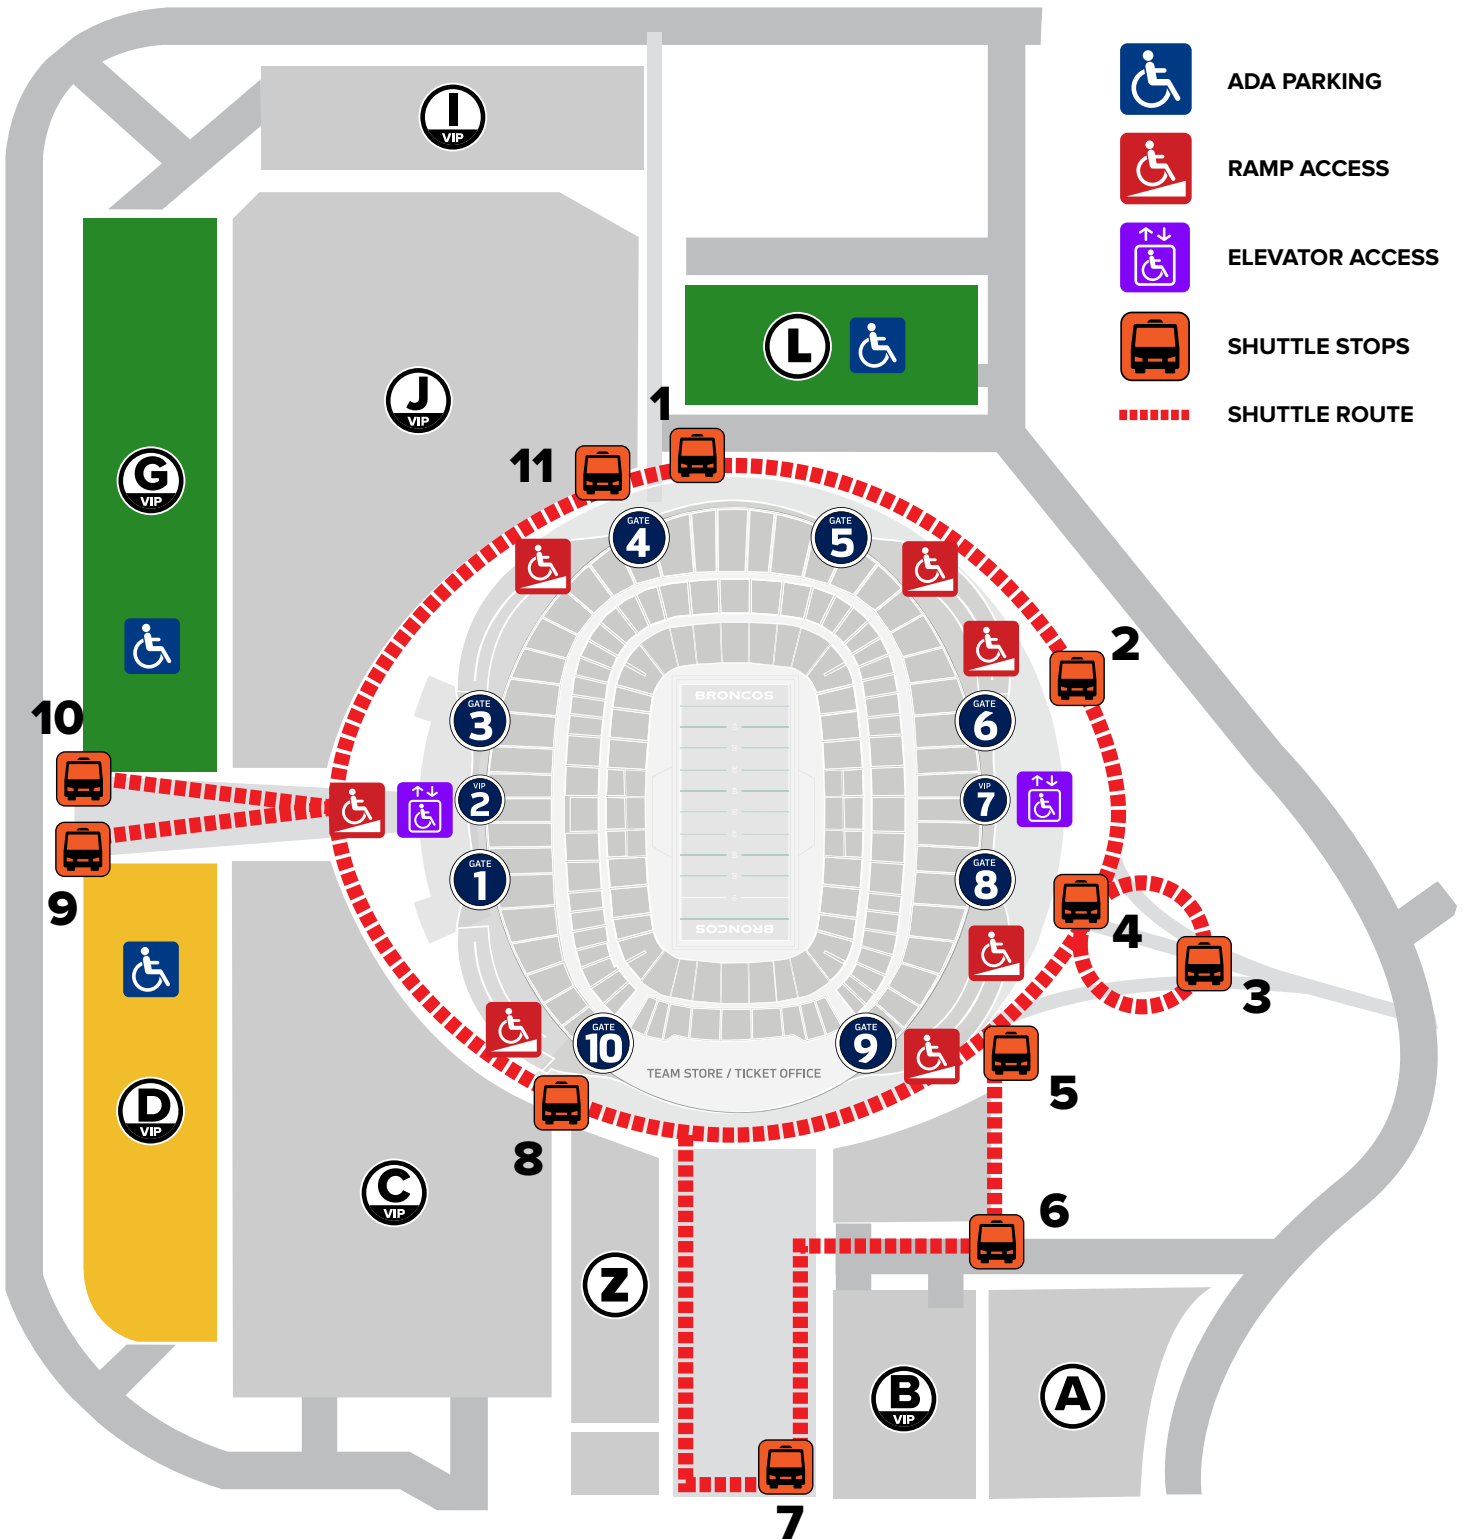 I
VIP
ADA PARKING
RAMP ACCESS
ELEVATOR ACCESS
SHUTTLE STOPS
SHUTTLE ROUTE
L
J
VIP
1
11
G
VIP
GATE
4
GATE
5
2
BRONCOS
10
GATE
3
GATE
6
VIP
2
VIP
7
GATE
1
GATE
8
9
4
BRONCOS
3
GATE
10
GATE
9
TEAM STORE / TICKET OFFICE
5
D
VIP
8
C
VIP
6
Z
B
VIP
A
7